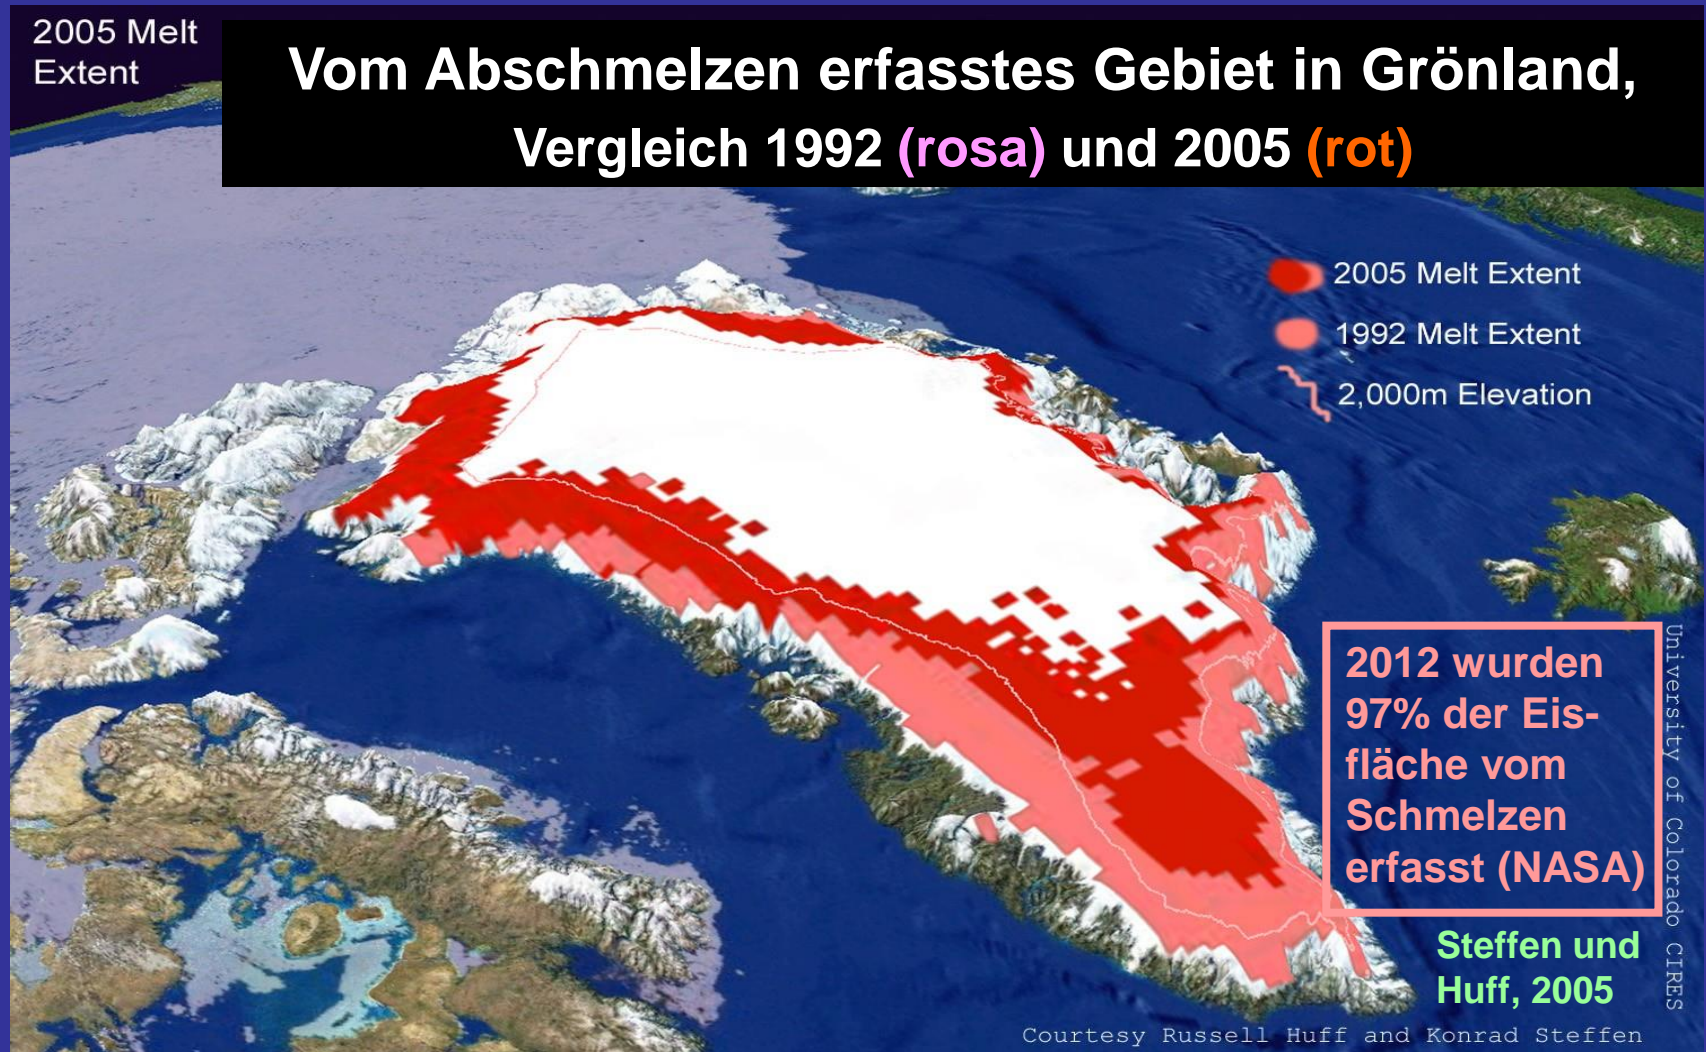 2005 Melt
Extent
Vom Abschmelzen erfasstes Gebiet in Grönland,
Vergleich 1992 (rosa) und 2005 (rot)
2005 Melt Extent
1992 Melt Extent
2,000m Elevation
2012 wurden
97% der Eis-
fläche vom
Schmelzen
erfasst (NASA)
University of Colorado CIRES
Steffen und
Huff, 2005
Courtesy Russell Huff and Konrad Steffen